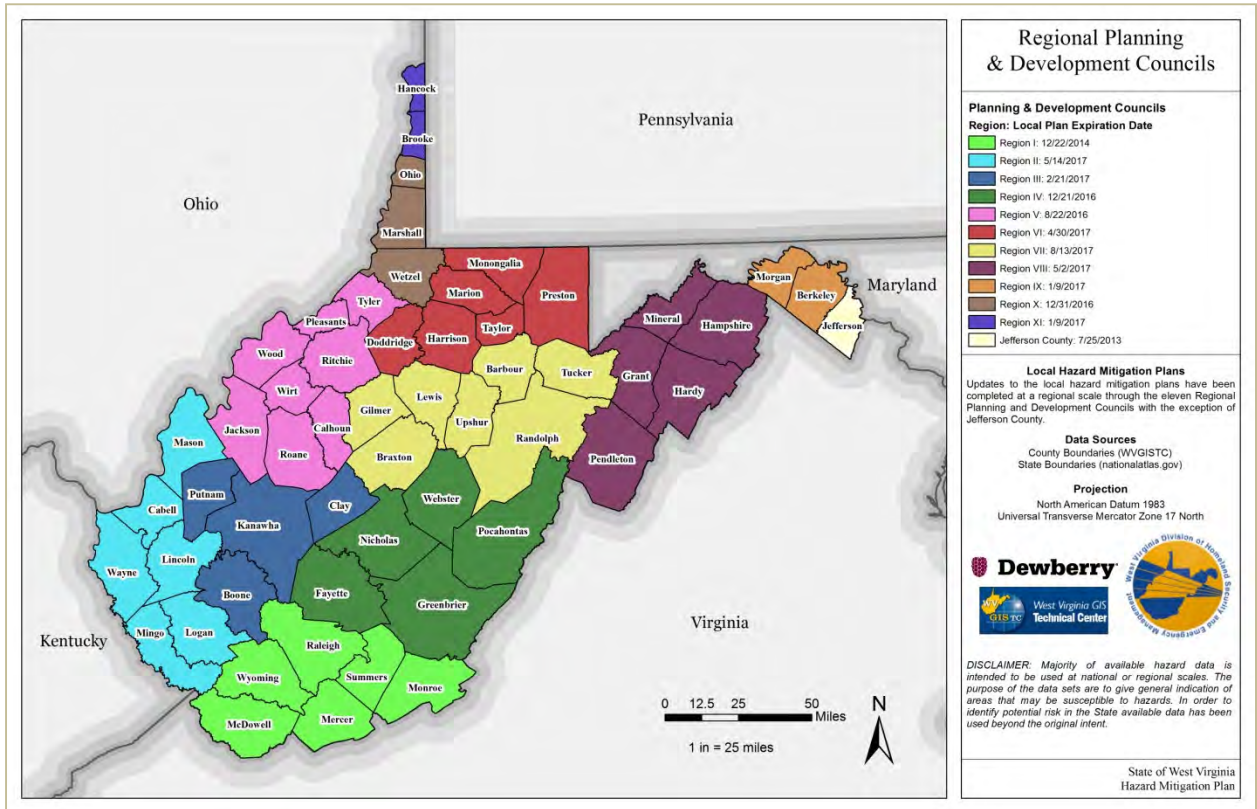 Hancock
Brooke
Ohio
Marshall
Wetzel
Pennsylvania
Ohio
Maryland
Morgan
Berkeley
Jefferson
Monongalia
Marion
Preston
Taylor
Harrison
Doddridge
Tyler
Pleasants
Wood
Ritchie
Wirt
Jackson
Calhoun
Roane
Mineral
Hampshire
Grant
Hardy
Pendleton
Barbour
Tucker
Lewis
Gilmer
Upshur
Randolph
Braxton
Webster
Pocahontas
Nicholas
Fayette
Greenbrier
Mason
Putnam
Cabell
Clay
Kanawha
Lincoln
Wayne
Boone
Logan
Mingo
Raleigh
Wyoming
Summers
Monroe
McDowell
Mercer
Kentucky
Virginia
0 12.5 25 50
Miles
1 in = 25 miles
N
Regional Planning
& Development Councils
Planning & Development Councils
Region: Local Plan Expiration Date
Region I: 12/22/2014
Region II: 5/14/2017
Region III: 2/21/2017
Region IV: 12/21/2016
Region V: 8/22/2016
Region VI: 4/30/2017
Region VII: 8/13/2017
Region VIII: 5/2/2017
Region IX: 1/9/2017
Region X: 12/31/2016
Region XI: 1/9/2017
Jefferson County: 7/25/2013
Local Hazard Mitigation Plans
Updates to the local hazard mitigation plans have been
completed at a regional scale through the eleven Regional
Planning and Development Councils with the exception of
Jefferson County.
Data Sources
County Boundaries (WVGISTC)
State Boundaries (nationalatlas.gov)
Projection
North American Datum 1983
Universal Transverse Mercator Zone 17 North
Dewberry
WV
GIS TC
West Virginia GIS
Technical Center
West Virginia Division of Homeland Security and Emergency Management
DISCLAIMER: Majority of available hazard data is
intended to be used at national or regional scales. The
purpose of the data sets are to give general indication of
areas that may be susceptible to hazards. In order to
identify potential risk in the State available data has been
used beyond the original intent.
State of West Virginia
Hazard Mitigation Plan